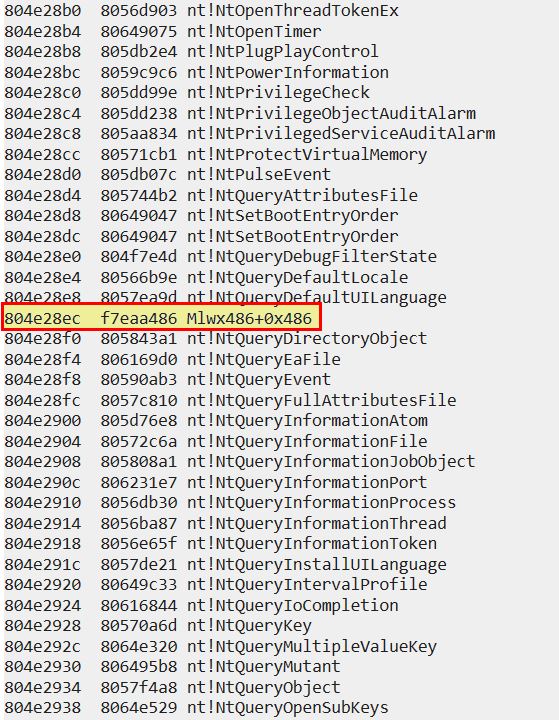 804e28b0 8056d903 nt!NtOpenThreadTokenEx
804e28b4 80649075 nt!NtOpenTimer
804e28b8 805db2e4 nt!NtPlugPlayControl
804e28bc 8059c9c6 nt!NtPowerInformation
804e28c0 805dd99e nt!NtPrivilegeCheck
804e28c4 805dd238 nt!NtPrivilegeObjectAuditAlarm
804e28c8 805aa834 nt!NtPrivilegedServiceAuditAlarm
804e28cc 80571cb1 nt!NtProtectVirtualMemory
804e28d0 805db07c nt!NtPulseEvent
804e28d4 805744b2 nt!NtQueryAttributesFile
804e28d8 80649047 nt!NtSetBootEntryOrder
804e28dc 80649047 nt!NtSetBootEntryOrder
804e28e0 804f7e4d nt!NtQueryDebugFilterState
804e28e4 80566b9e nt!NtQueryDefaultLocale
804e28e8 8057ea9d nt!NtQueryDefaultUILanguage
804e28ec f7eaa486 Mlwx486+0x486
804e28f0 805843a1 nt!NtQueryDirectoryObject
804e28f4 806169d0 nt!NtQueryEaFile
804e28f8 80590ab3 nt!NtQueryEvent
804e28fc 8057c810 nt!NtQueryFullAttributesFile
804e2900 805d76e8 nt!NtQueryInformationAtom
804e2904 80572c6a nt!NtQueryInformationFile
804e2908 805808a1 nt!NtQueryInformationJobObject
804e290c 806231e7 nt!NtQueryInformationPort
804e2910 8056db30 nt!NtQueryInformationProcess
804e2914 8056ba87 nt!NtQueryInformationThread
804e2918 8056e65f nt!NtQueryInformationToken
804e291c 8057de21 nt!NtQueryInstallUILanguage
804e2920 80649c33 nt!NtQueryIntervalProfile
804e2924 80616844 nt!NtQueryIoCompletion
804e2928 80570a6d nt!NtQueryKey
804e292c 8064e320 nt!NtQueryMultipleValueKey
804e2930 806495b8 nt!NtQueryMutant
804e2934 8057f4a8 nt!NtQueryObject
804e2938 8064e529 nt!NtQueryOpenSubKeys